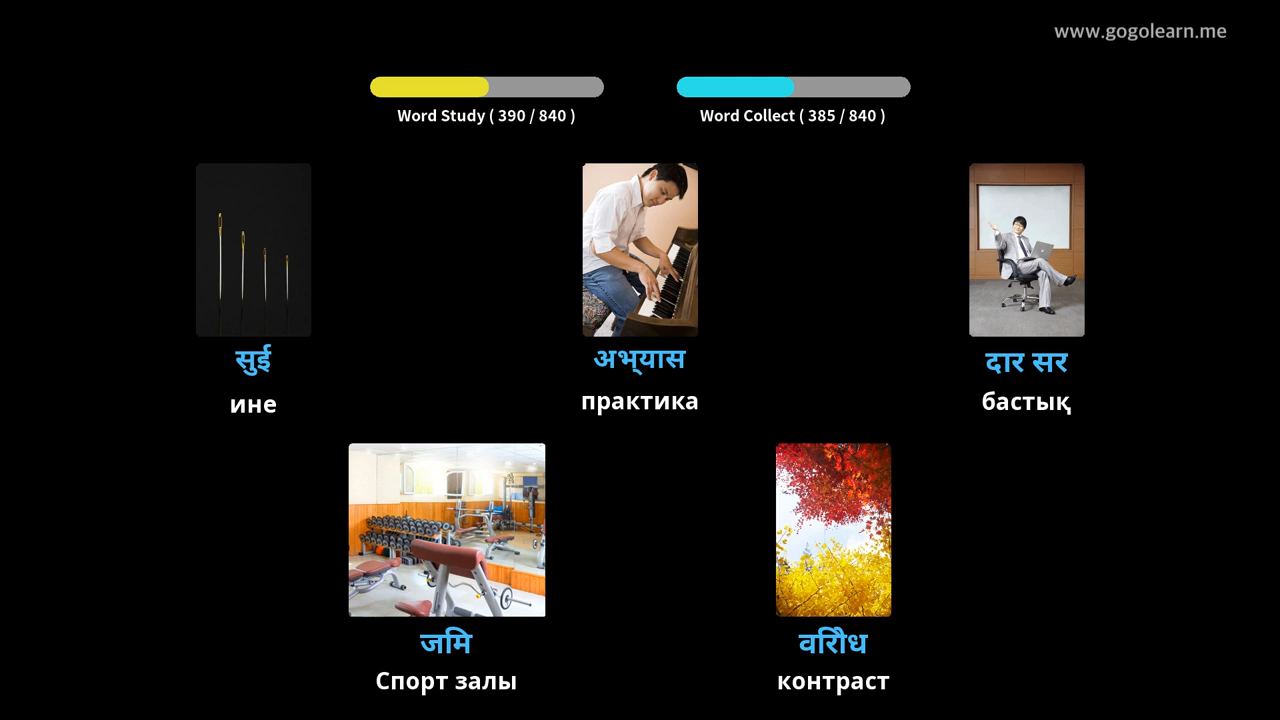 www.gogolearn.me
Word Study ( 390 / 840 )
Word Collect ( 385 / 840 )
सुई
अभ्यास
दार सर
ине
практика
бастық
जमि
वरिोध
Спорт залы
контраст